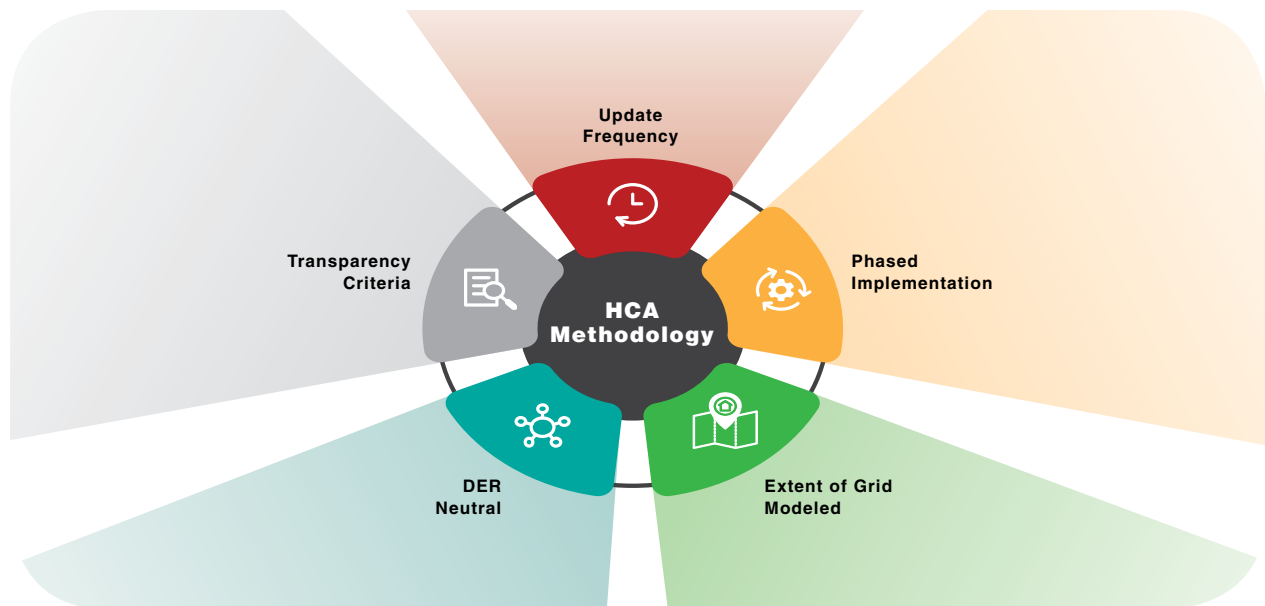 Update
Frequency
Transparency
Criteria
Phased
Implementation
HCA
Methodology
DER
Neutral
Extent of Grid
Modeled